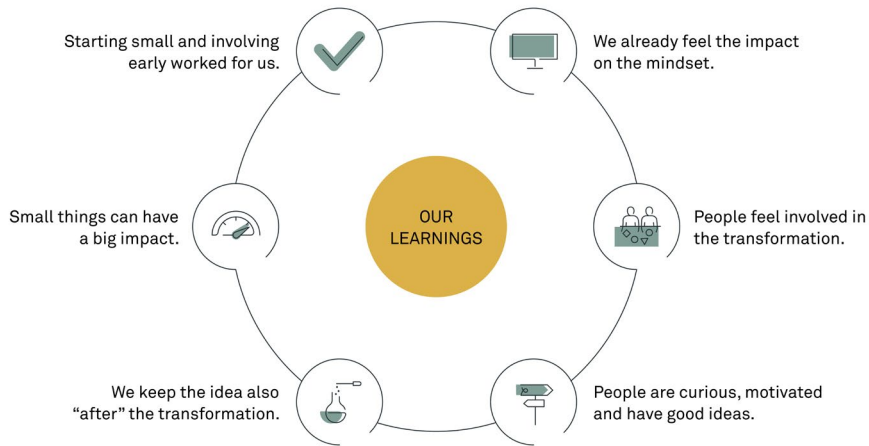 Starting small and involving
early worked for us.
We already feel the impact
on the mindset.
Small things can have
a big impact.
OUR
LEARNINGS
People feel involved in
the transformation.
We keep the idea also
“after” the transformation.
People are curious, motivated
and have good ideas.